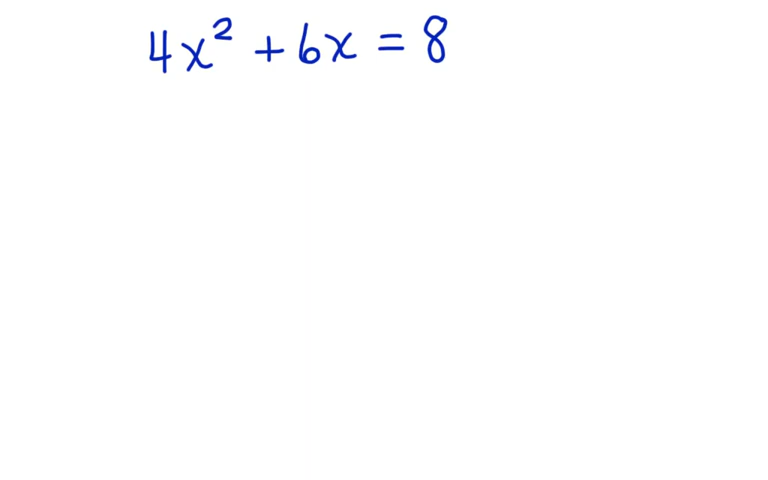 4x² + 6x = 8